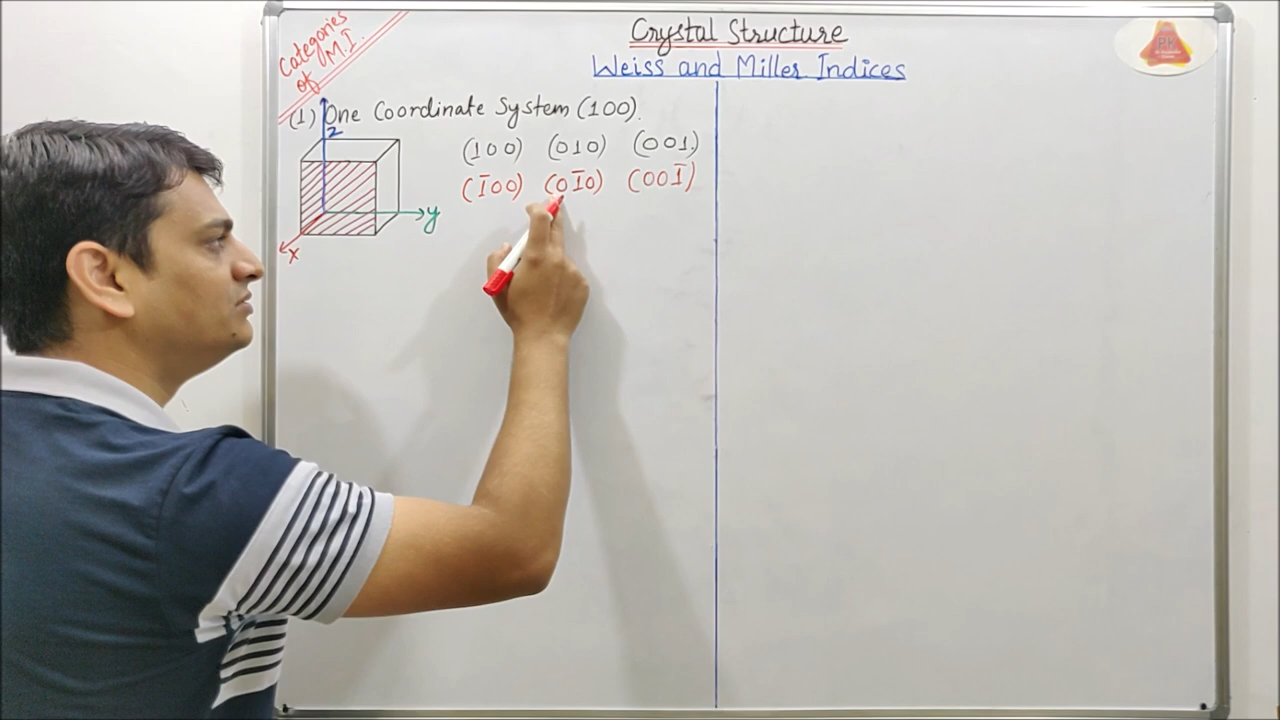 Crystal Structure
Weiss and Miller Indices
Categories
of M.I.
(1) One Coordinate System (100).
(100) (010) (001)
(1̄00) (01̄0) (001̄)
z
y
x
PK